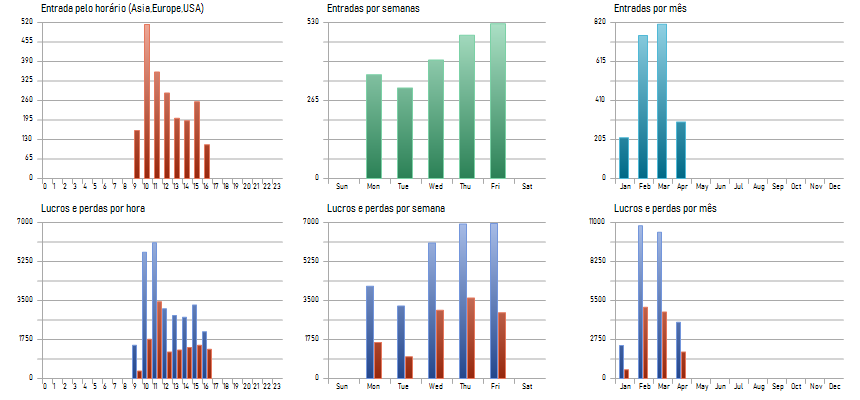 Entrada pelo horário (Asia,Europe,USA)
520
455
390
325
260
195
130
65
0
0 1 2 3 4 5 6 7 8 9 10 11 12 13 14 15 16 17 18 19 20 21 22 23
Entradas por semanas
530
265
0
Sun Mon Tue Wed Thu Fri Sat
Entradas por mês
820
615
410
205
0
Jan Feb Mar Apr May Jun Jul Aug Sep Oct Nov Dec
Lucros e perdas por hora
7000
5250
3500
1750
0
0 1 2 3 4 5 6 7 8 9 10 11 12 13 14 15 16 17 18 19 20 21 22 23
Lucros e perdas por semana
7000
5250
3500
1750
0
Sun Mon Tue Wed Thu Fri Sat
Lucros e perdas por mês
11000
8250
5500
2750
0
Jan Feb Mar Apr May Jun Jul Aug Sep Oct Nov Dec